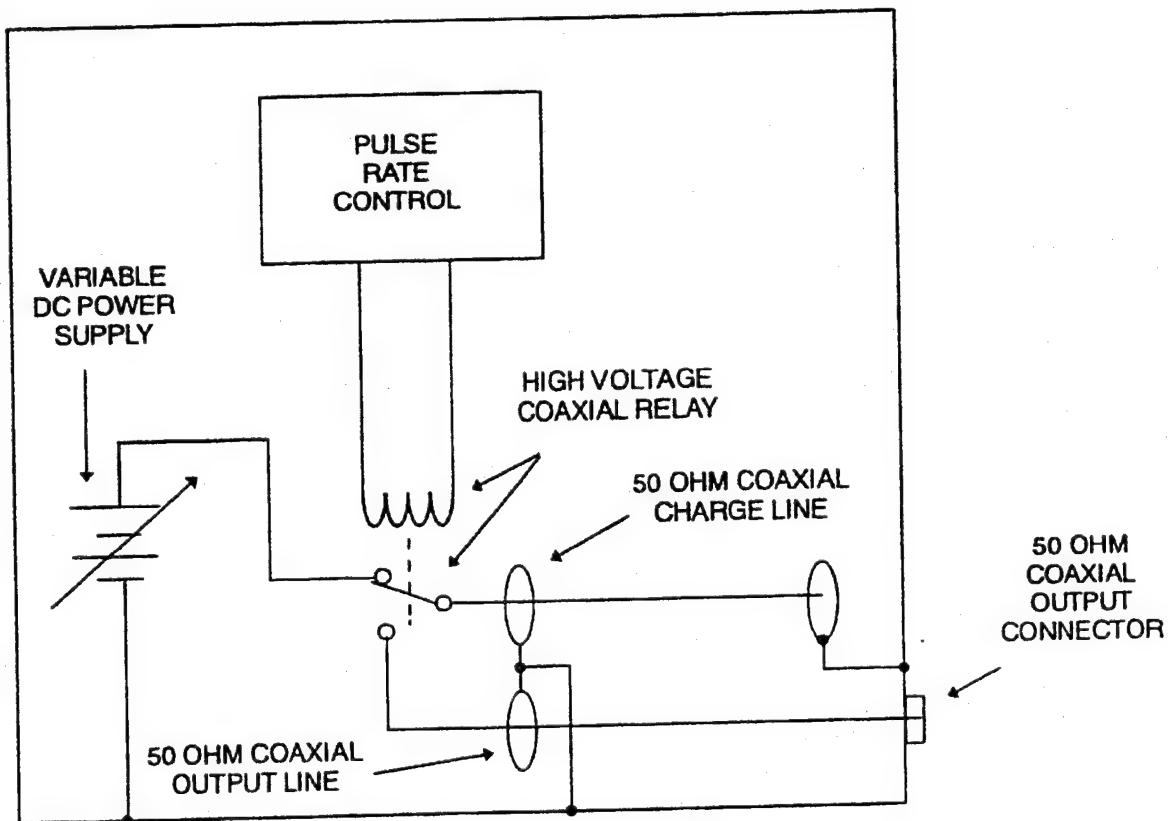 PULSE
RATE
CONTROL
VARIABLE
DC POWER
SUPPLY
HIGH VOLTAGE
COAXIAL RELAY
50 OHM COAXIAL
CHARGE LINE
50 OHM
COAXIAL
OUTPUT
CONNECTOR
50 OHM COAXIAL
OUTPUT LINE